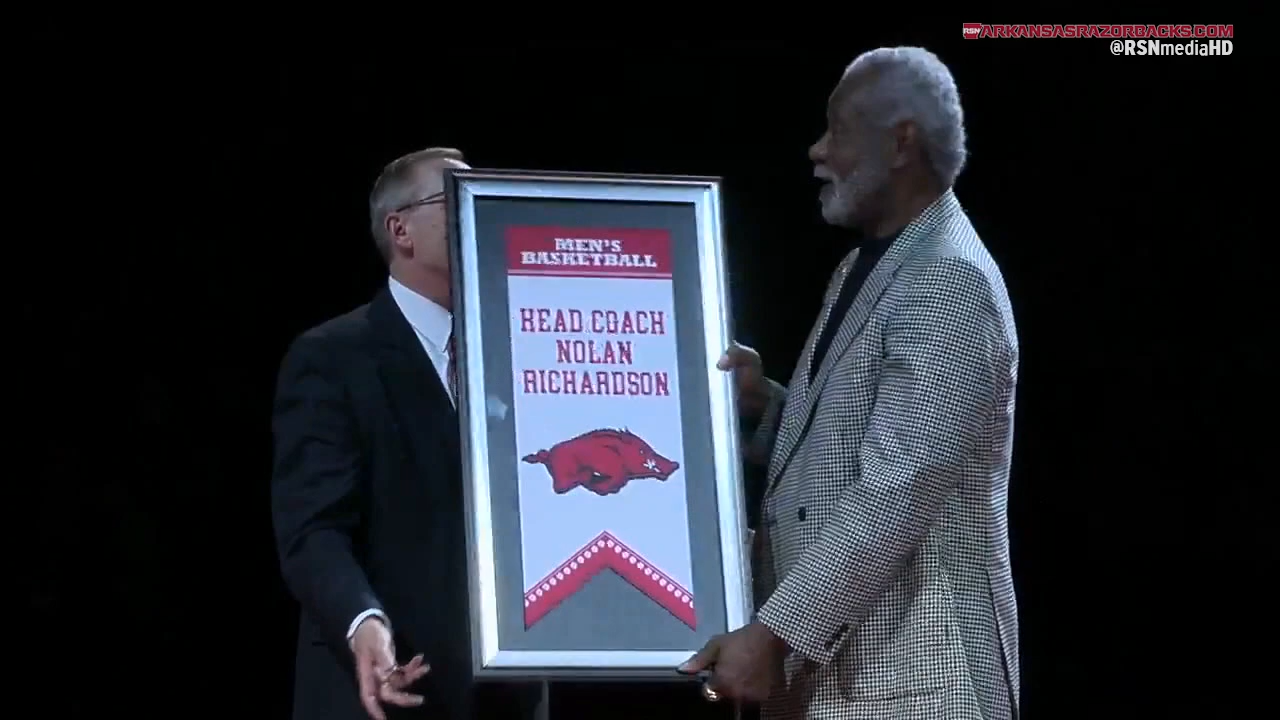 RSN ARKANSASRAZORBACKS.COM
@RSNmediaHD
MEN'S
BASKETBALL
HEAD COACH
NOLAN
RICHARDSON